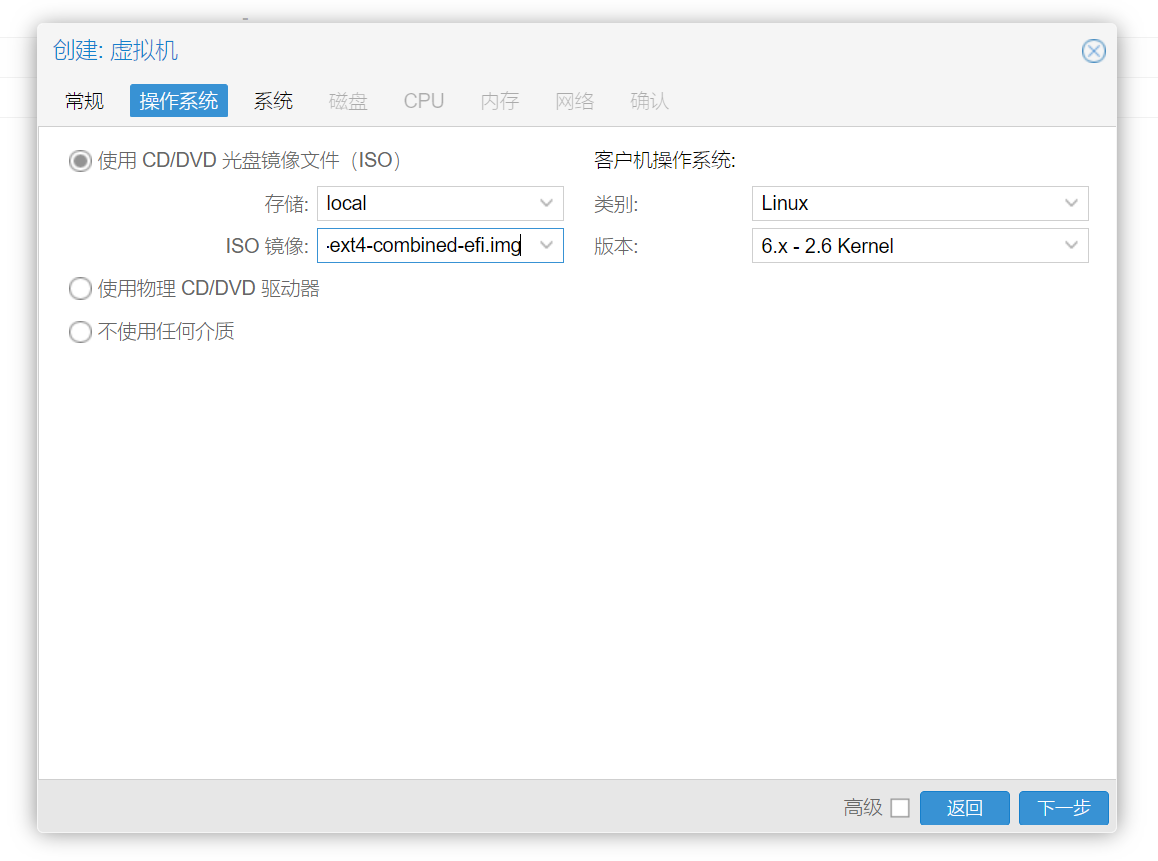 创建: 虚拟机
常规 操作系统 系统 磁盘 CPU 内存 网络 确认
使用 CD/DVD 光盘镜像文件（ISO） 客户机操作系统:
存储: local 类别: Linux
ISO 镜像: -ext4-combined-efi.img 版本: 6.x - 2.6 Kernel
使用物理 CD/DVD 驱动器
不使用任何介质
高级 返回 下一步